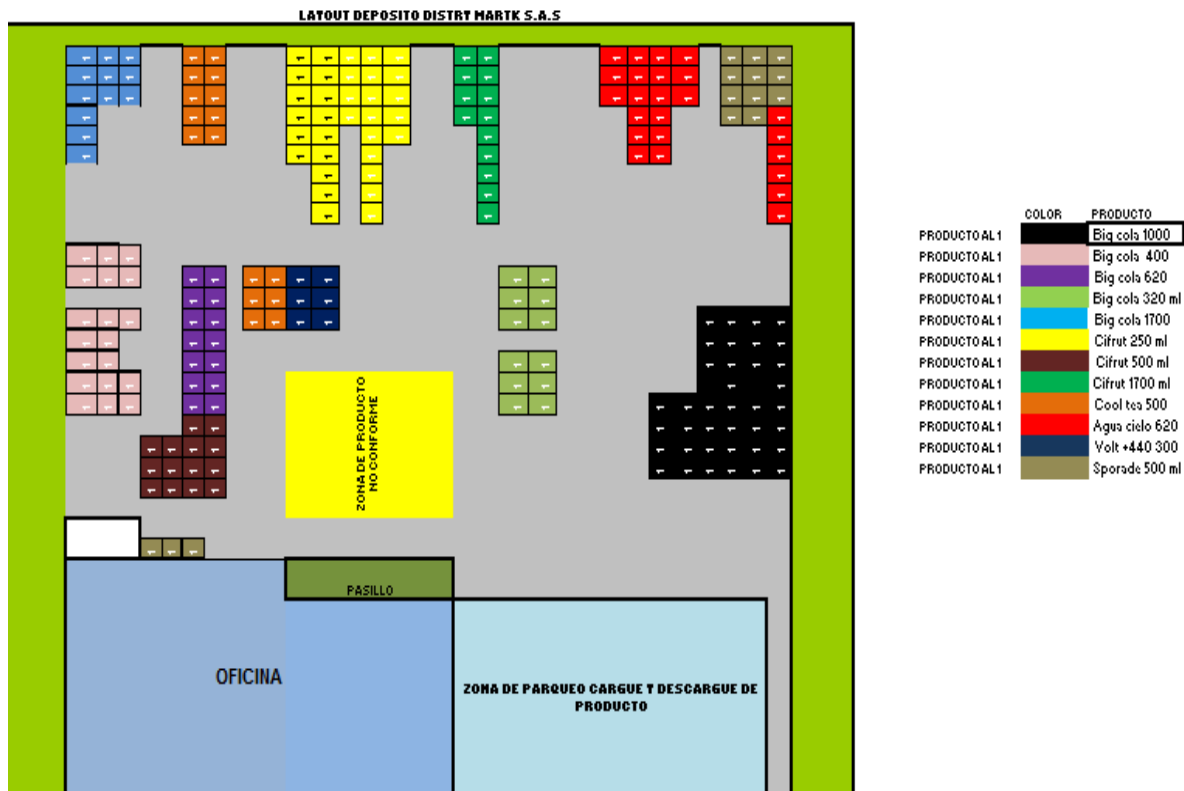 LATOUT DEPOSITO DISTRT MARTK S.A.S
COLOR PRODUCTO
PRODUCTO AL 1 Big cola 1000
PRODUCTO AL 1 Big cola 400
PRODUCTO AL 1 Big cola 620
PRODUCTO AL 1 Big cola 320 ml
PRODUCTO AL 1 Big cola 1700
PRODUCTO AL 1 Cifrut 250 ml
PRODUCTO AL 1 Cifrut 500 ml
PRODUCTO AL 1 Cifrut 1700 ml
PRODUCTO AL 1 Cool tea 500
PRODUCTO AL 1 Agua cielo 620
PRODUCTO AL 1 Volt +440 300
PRODUCTO AL 1 Sporade 500 ml
ZONA DE PRODUCTO
NO CONFORME
PASILLO
OFICINA
ZONA DE PARQUEO CARGUE T DESCARGUE DE
PRODUCTO